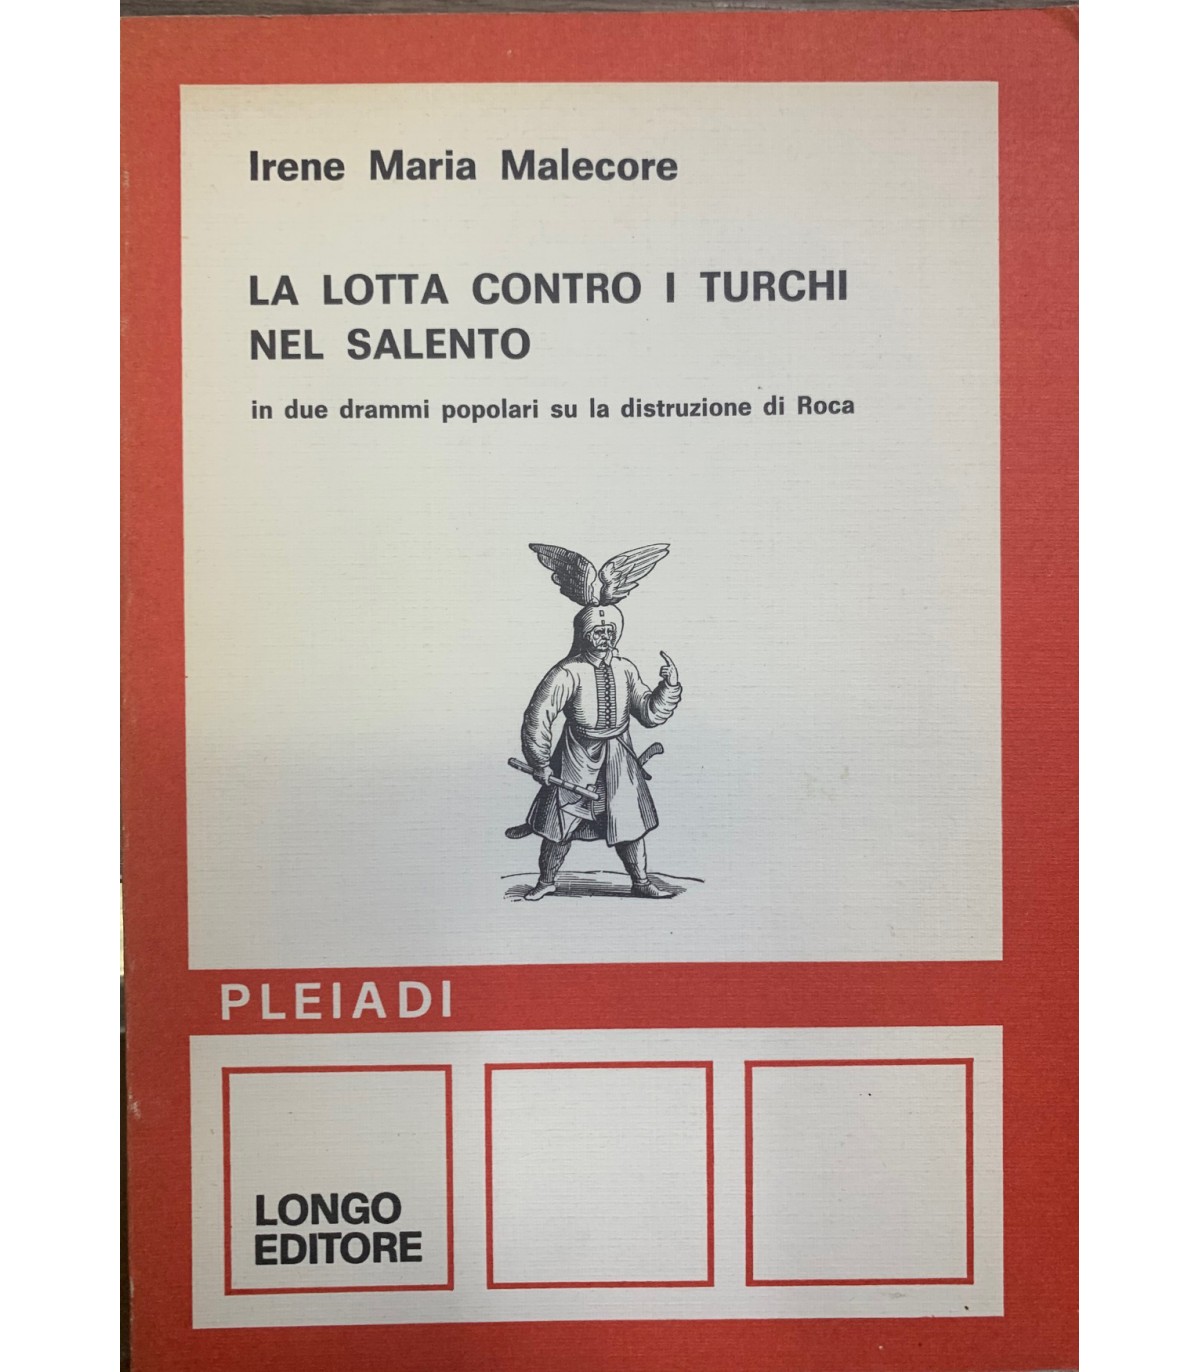 Irene Maria Malecore
LA LOTTA CONTRO I TURCHI
NEL SALENTO
in due drammi popolari su la distruzione di Roca
PLEIADI
LONGO
EDITORE